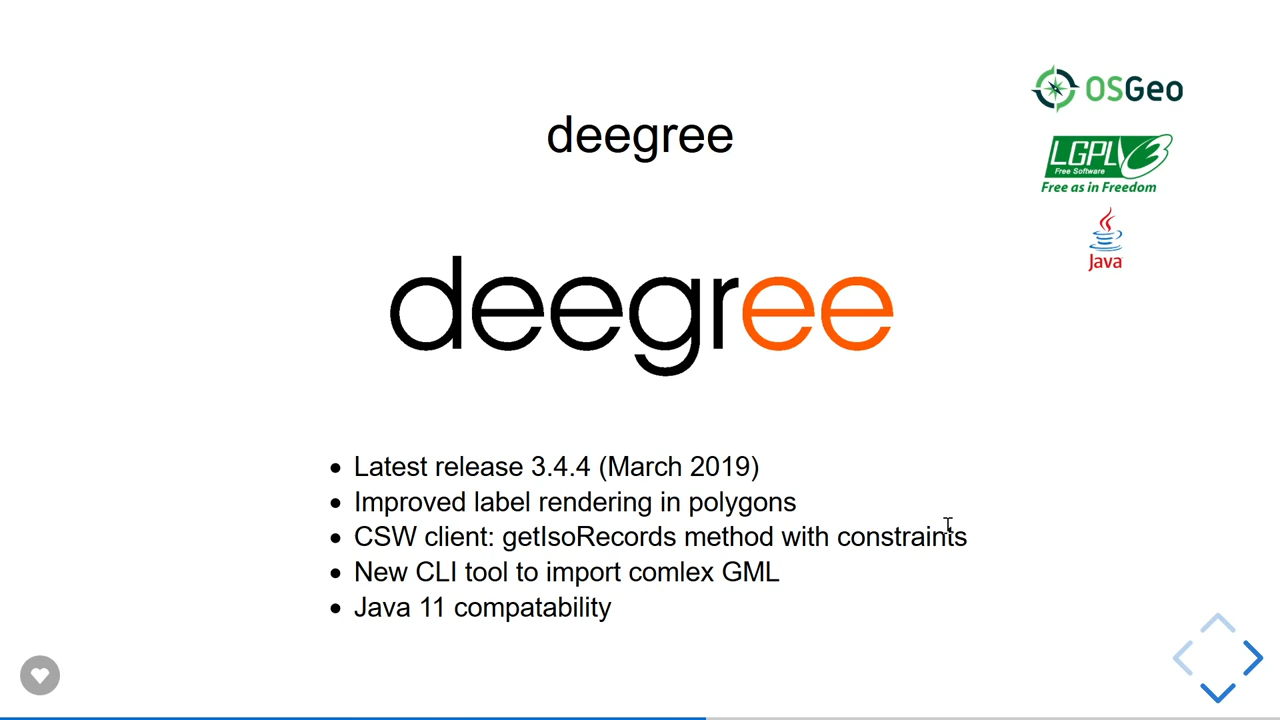 deegree
OSGeo
LGPLv3
Free Software
Free as in Freedom
Java
deegree
Latest release 3.4.4 (March 2019)
Improved label rendering in polygons
CSW client: getIsoRecords method with constraints
New CLI tool to import comlex GML
Java 11 compatability